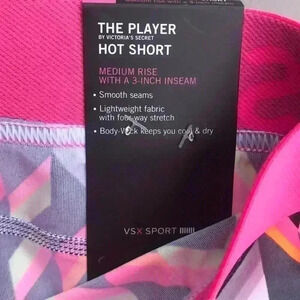 THE PLAYER
BY VICTORIA'S SECRET
HOT SHORT
MEDIUM RISE
WITH A 3-INCH INSEAM
• Smooth seams
• Lightweight fabric
with four-way stretch
• Body-Wick keeps you cool & dry
VSX SPORT